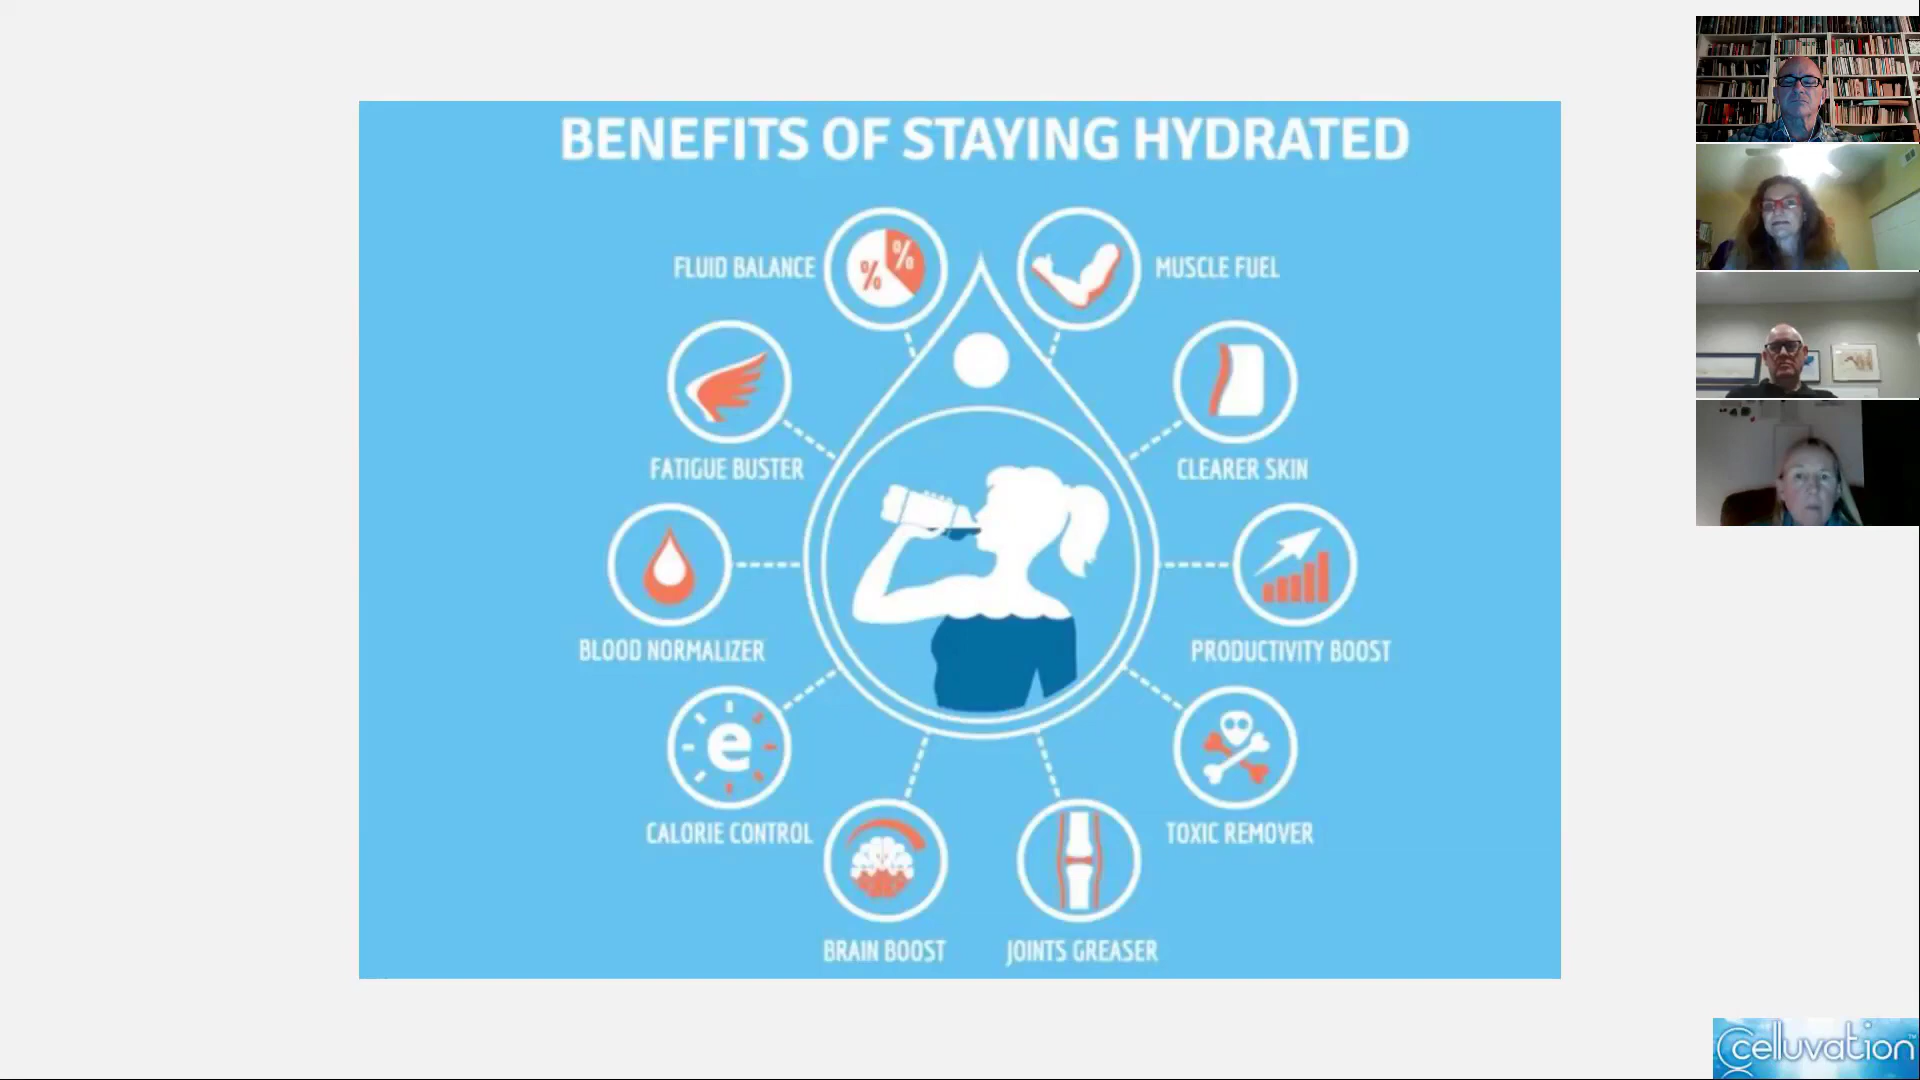 BENEFITS OF STAYING HYDRATED
FLUID BALANCE
%
%
MUSCLE FUEL
FATIGUE BUSTER
CLEARER SKIN
BLOOD NORMALIZER
PRODUCTIVITY BOOST
e
CALORIE CONTROL
TOXIC REMOVER
BRAIN BOOST
JOINTS GREASER
celluvation™